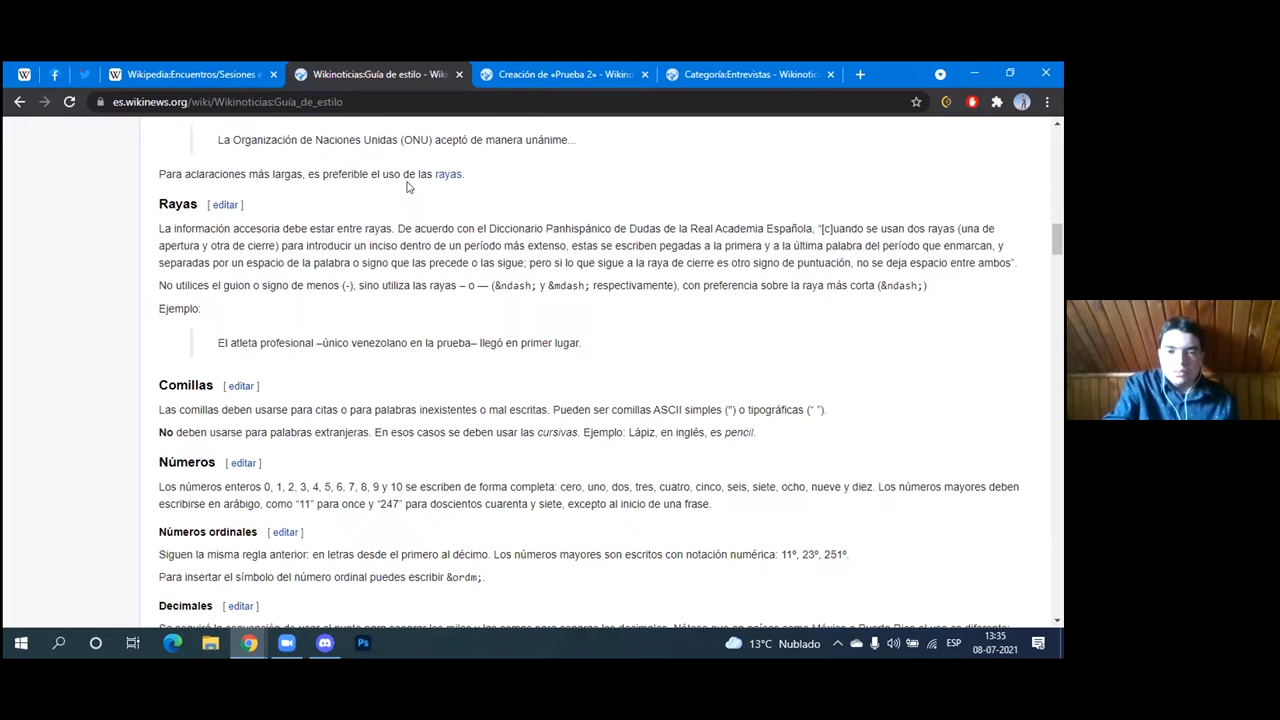 Wikipedia:Encuentros/Sesiones e
Wikinoticias:Guía de estilo - Wiki
Creación de «Prueba 2» - Wikino
Categoría:Entrevistas - Wikinotic
es.wikinews.org/wiki/Wikinoticias:Guía_de_estilo
La Organización de Naciones Unidas (ONU) aceptó de manera unánime...
Para aclaraciones más largas, es preferible el uso de las rayas.
Rayas [ editar ]
La información accesoria debe estar entre rayas. De acuerdo con el Diccionario Panhispánico de Dudas de la Real Academia Española, “[c]uando se usan dos rayas (una de
apertura y otra de cierre) para introducir un inciso dentro de un período más extenso, estas se escriben pegadas a la primera y a la última palabra del período que enmarcan, y
separadas por un espacio de la palabra o signo que las precede o las sigue; pero si lo que sigue a la raya de cierre es otro signo de puntuación, no se deja espacio entre ambos”.
No utilices el guion o signo de menos (-), sino utiliza las rayas – o — (&ndash; y &mdash; respectivamente), con preferencia sobre la raya más corta (&ndash;)
Ejemplo:
El atleta profesional –único venezolano en la prueba– llegó en primer lugar.
Comillas [ editar ]
Las comillas deben usarse para citas o para palabras inexistentes o mal escritas. Pueden ser comillas ASCII simples (") o tipográficas (“ ”).
No deben usarse para palabras extranjeras. En esos casos se deben usar las cursivas. Ejemplo: Lápiz, en inglés, es pencil.
Números [ editar ]
Los números enteros 0, 1, 2, 3, 4, 5, 6, 7, 8, 9 y 10 se escriben de forma completa: cero, uno, dos, tres, cuatro, cinco, seis, siete, ocho, nueve y diez. Los números mayores deben
escribirse en arábigo, como “11” para once y “247” para doscientos cuarenta y siete, excepto al inicio de una frase.
Números ordinales [ editar ]
Siguen la misma regla anterior: en letras desde el primero al décimo. Los números mayores son escritos con notación numérica: 11º, 23º, 251º.
Para insertar el símbolo del número ordinal puedes escribir &ordm;.
Decimales [ editar ]
Ps
13°C Nublado
ESP
13:35
08-07-2021